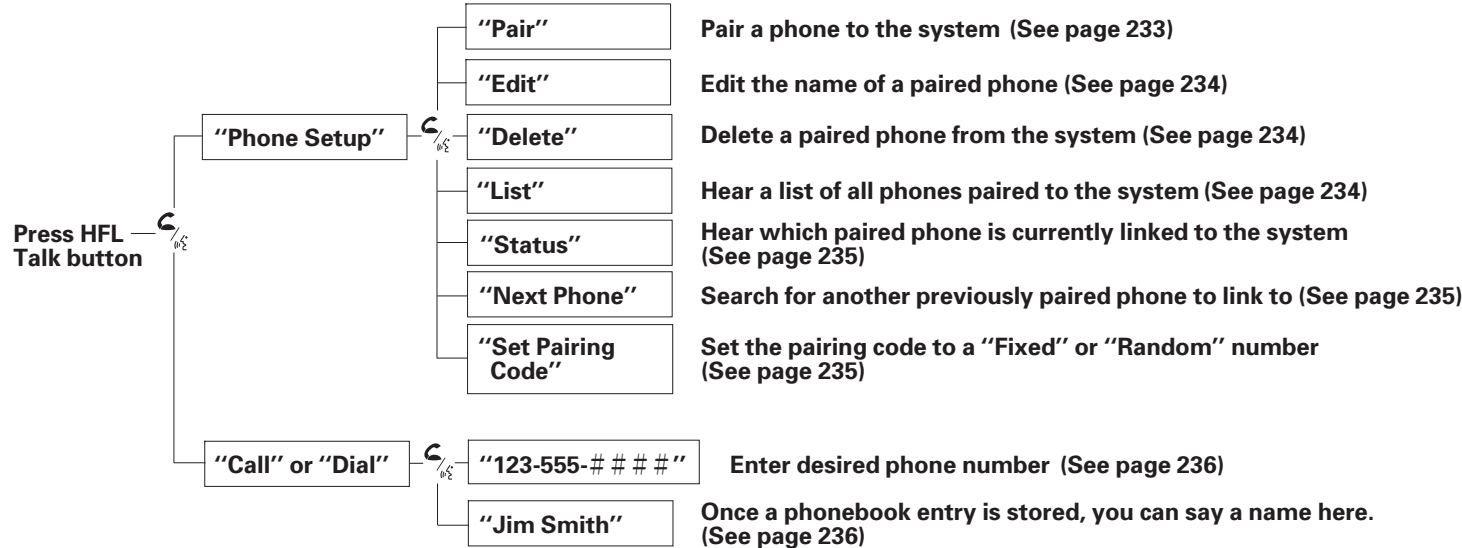 "Pair" Pair a phone to the system (See page 233)
"Edit" Edit the name of a paired phone (See page 234)
"Phone Setup" "Delete" Delete a paired phone from the system (See page 234)
"List" Hear a list of all phones paired to the system (See page 234)
Press HFL
Talk button
"Status" Hear which paired phone is currently linked to the system
(See page 235)
"Next Phone" Search for another previously paired phone to link to (See page 235)
"Set Pairing
Code"
Set the pairing code to a "Fixed" or "Random" number
(See page 235)
"Call" or "Dial" "123-555-####" Enter desired phone number (See page 236)
"Jim Smith" Once a phonebook entry is stored, you can say a name here.
(See page 236)